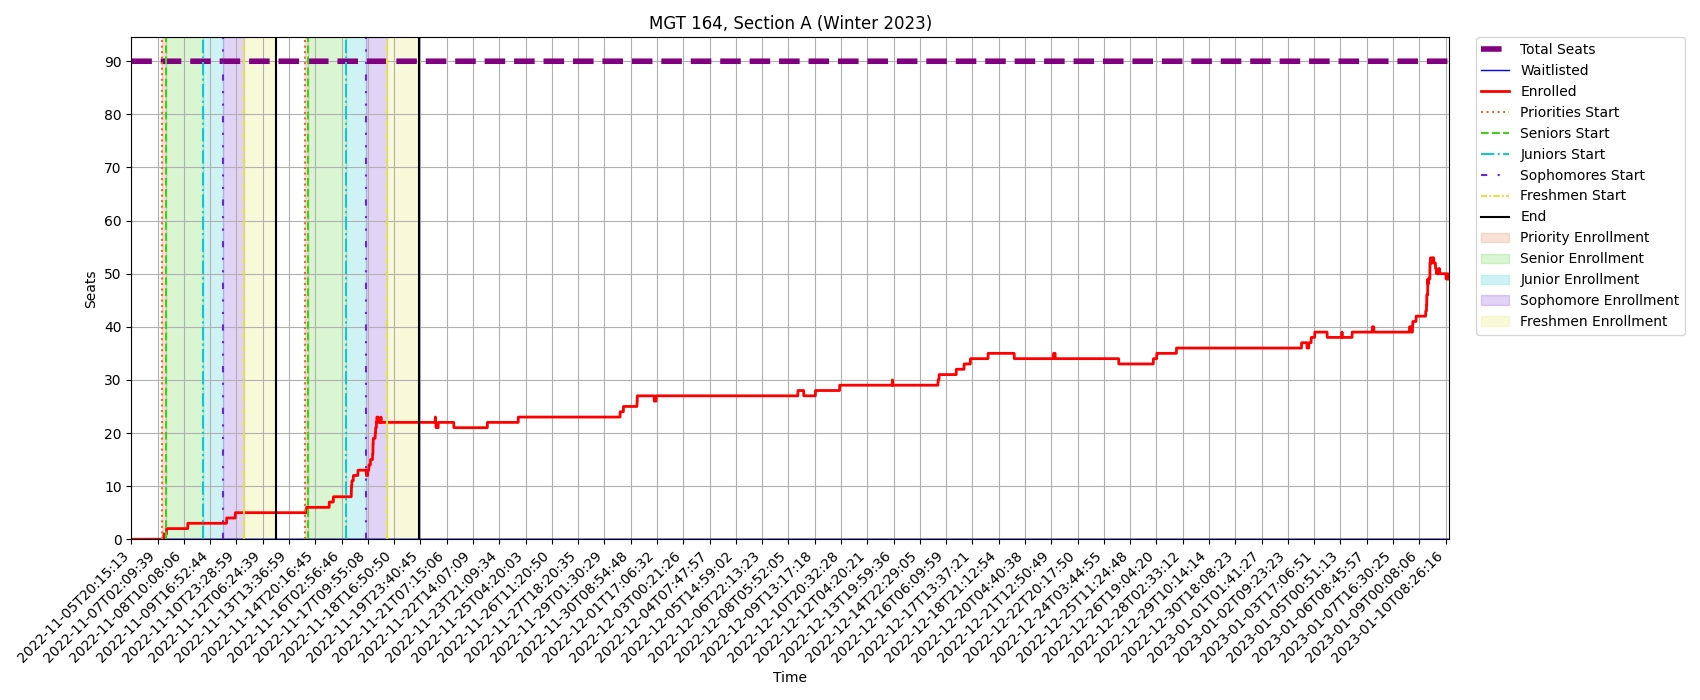 MGT 164, Section A (Winter 2023)
Seats
90
80
70
60
50
40
30
20
10
0
2022-11-05T20:15:13
2022-11-07T02:09:39
2022-11-08T10:08:06
2022-11-09T16:52:44
2022-11-10T23:28:59
2022-11-12T06:24:39
2022-11-13T13:36:59
2022-11-14T20:16:45
2022-11-16T02:56:46
2022-11-17T09:55:08
2022-11-18T16:50:50
2022-11-19T23:40:45
2022-11-21T07:15:06
2022-11-22T14:07:09
2022-11-23T21:09:34
2022-11-25T04:20:03
2022-11-26T11:20:50
2022-11-27T18:20:35
2022-11-29T01:30:29
2022-11-30T08:54:48
2022-12-01T17:06:32
2022-12-03T00:21:26
2022-12-04T07:47:57
2022-12-05T14:59:02
2022-12-06T22:13:23
2022-12-08T05:52:05
2022-12-09T13:17:18
2022-12-10T20:32:28
2022-12-12T04:20:21
2022-12-13T13:59:36
2022-12-14T22:29:05
2022-12-16T06:09:59
2022-12-17T13:37:21
2022-12-18T21:12:54
2022-12-20T04:40:38
2022-12-21T12:50:49
2022-12-22T20:17:50
2022-12-24T03:44:55
2022-12-25T11:24:48
2022-12-26T19:04:20
2022-12-28T02:33:12
2022-12-29T10:14:14
2022-12-30T18:08:23
2023-01-01T01:41:27
2023-01-02T09:23:23
2023-01-03T17:06:51
2023-01-05T00:51:13
2023-01-06T08:45:57
2023-01-07T16:30:25
2023-01-09T00:08:06
2023-01-10T08:26:16
Time
Total Seats
Waitlisted
Enrolled
Priorities Start
Seniors Start
Juniors Start
Sophomores Start
Freshmen Start
End
Priority Enrollment
Senior Enrollment
Junior Enrollment
Sophomore Enrollment
Freshmen Enrollment